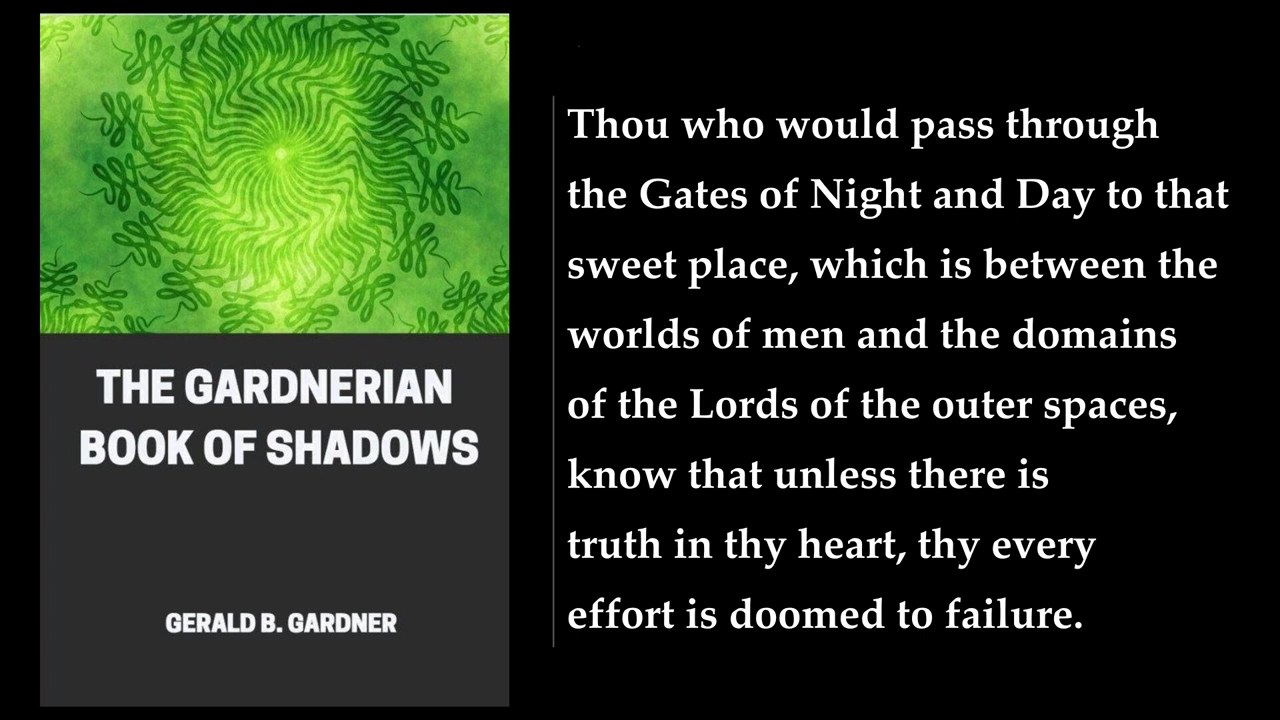 THE GARDNERIAN
BOOK OF SHADOWS
GERALD B. GARDNER
Thou who would pass through
the Gates of Night and Day to that
sweet place, which is between the
worlds of men and the domains
of the Lords of the outer spaces,
know that unless there is
truth in thy heart, thy every
effort is doomed to failure.